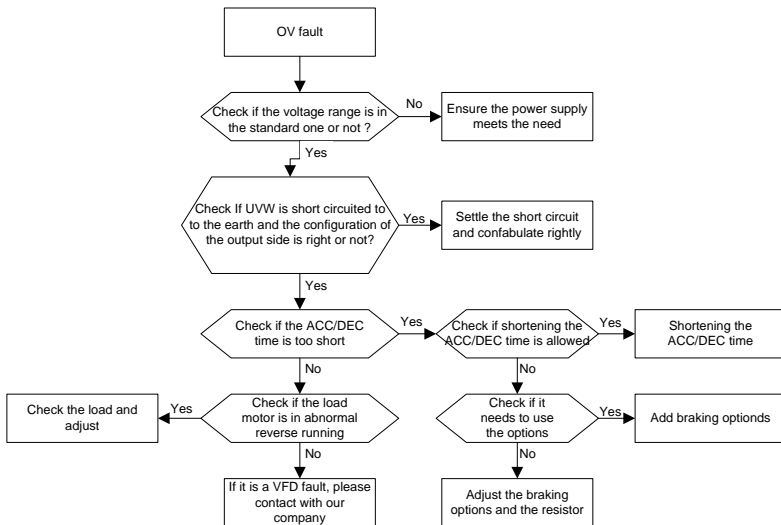 OV fault
Check if the voltage range is in
the standard one or not ?
No
Ensure the power supply
meets the need
Yes
Check If UVW is short circuited to
to the earth and the configuration of
the output side is right or not?
Yes
Settle the short circuit
and confabulate rightly
Yes
Check if the ACC/DEC
time is too short
Yes
Check if shortening the
ACC/DEC time is allowed
Yes
Shortening the
ACC/DEC time
No
No
Check the load and
adjust
Yes
Check if the load
motor is in abnormal
reverse running
Check if it
needs to use
the options
Yes
Add braking optionds
No
No
If it is a VFD fault, please
contact with our
company
Adjust the braking
options and the resistor